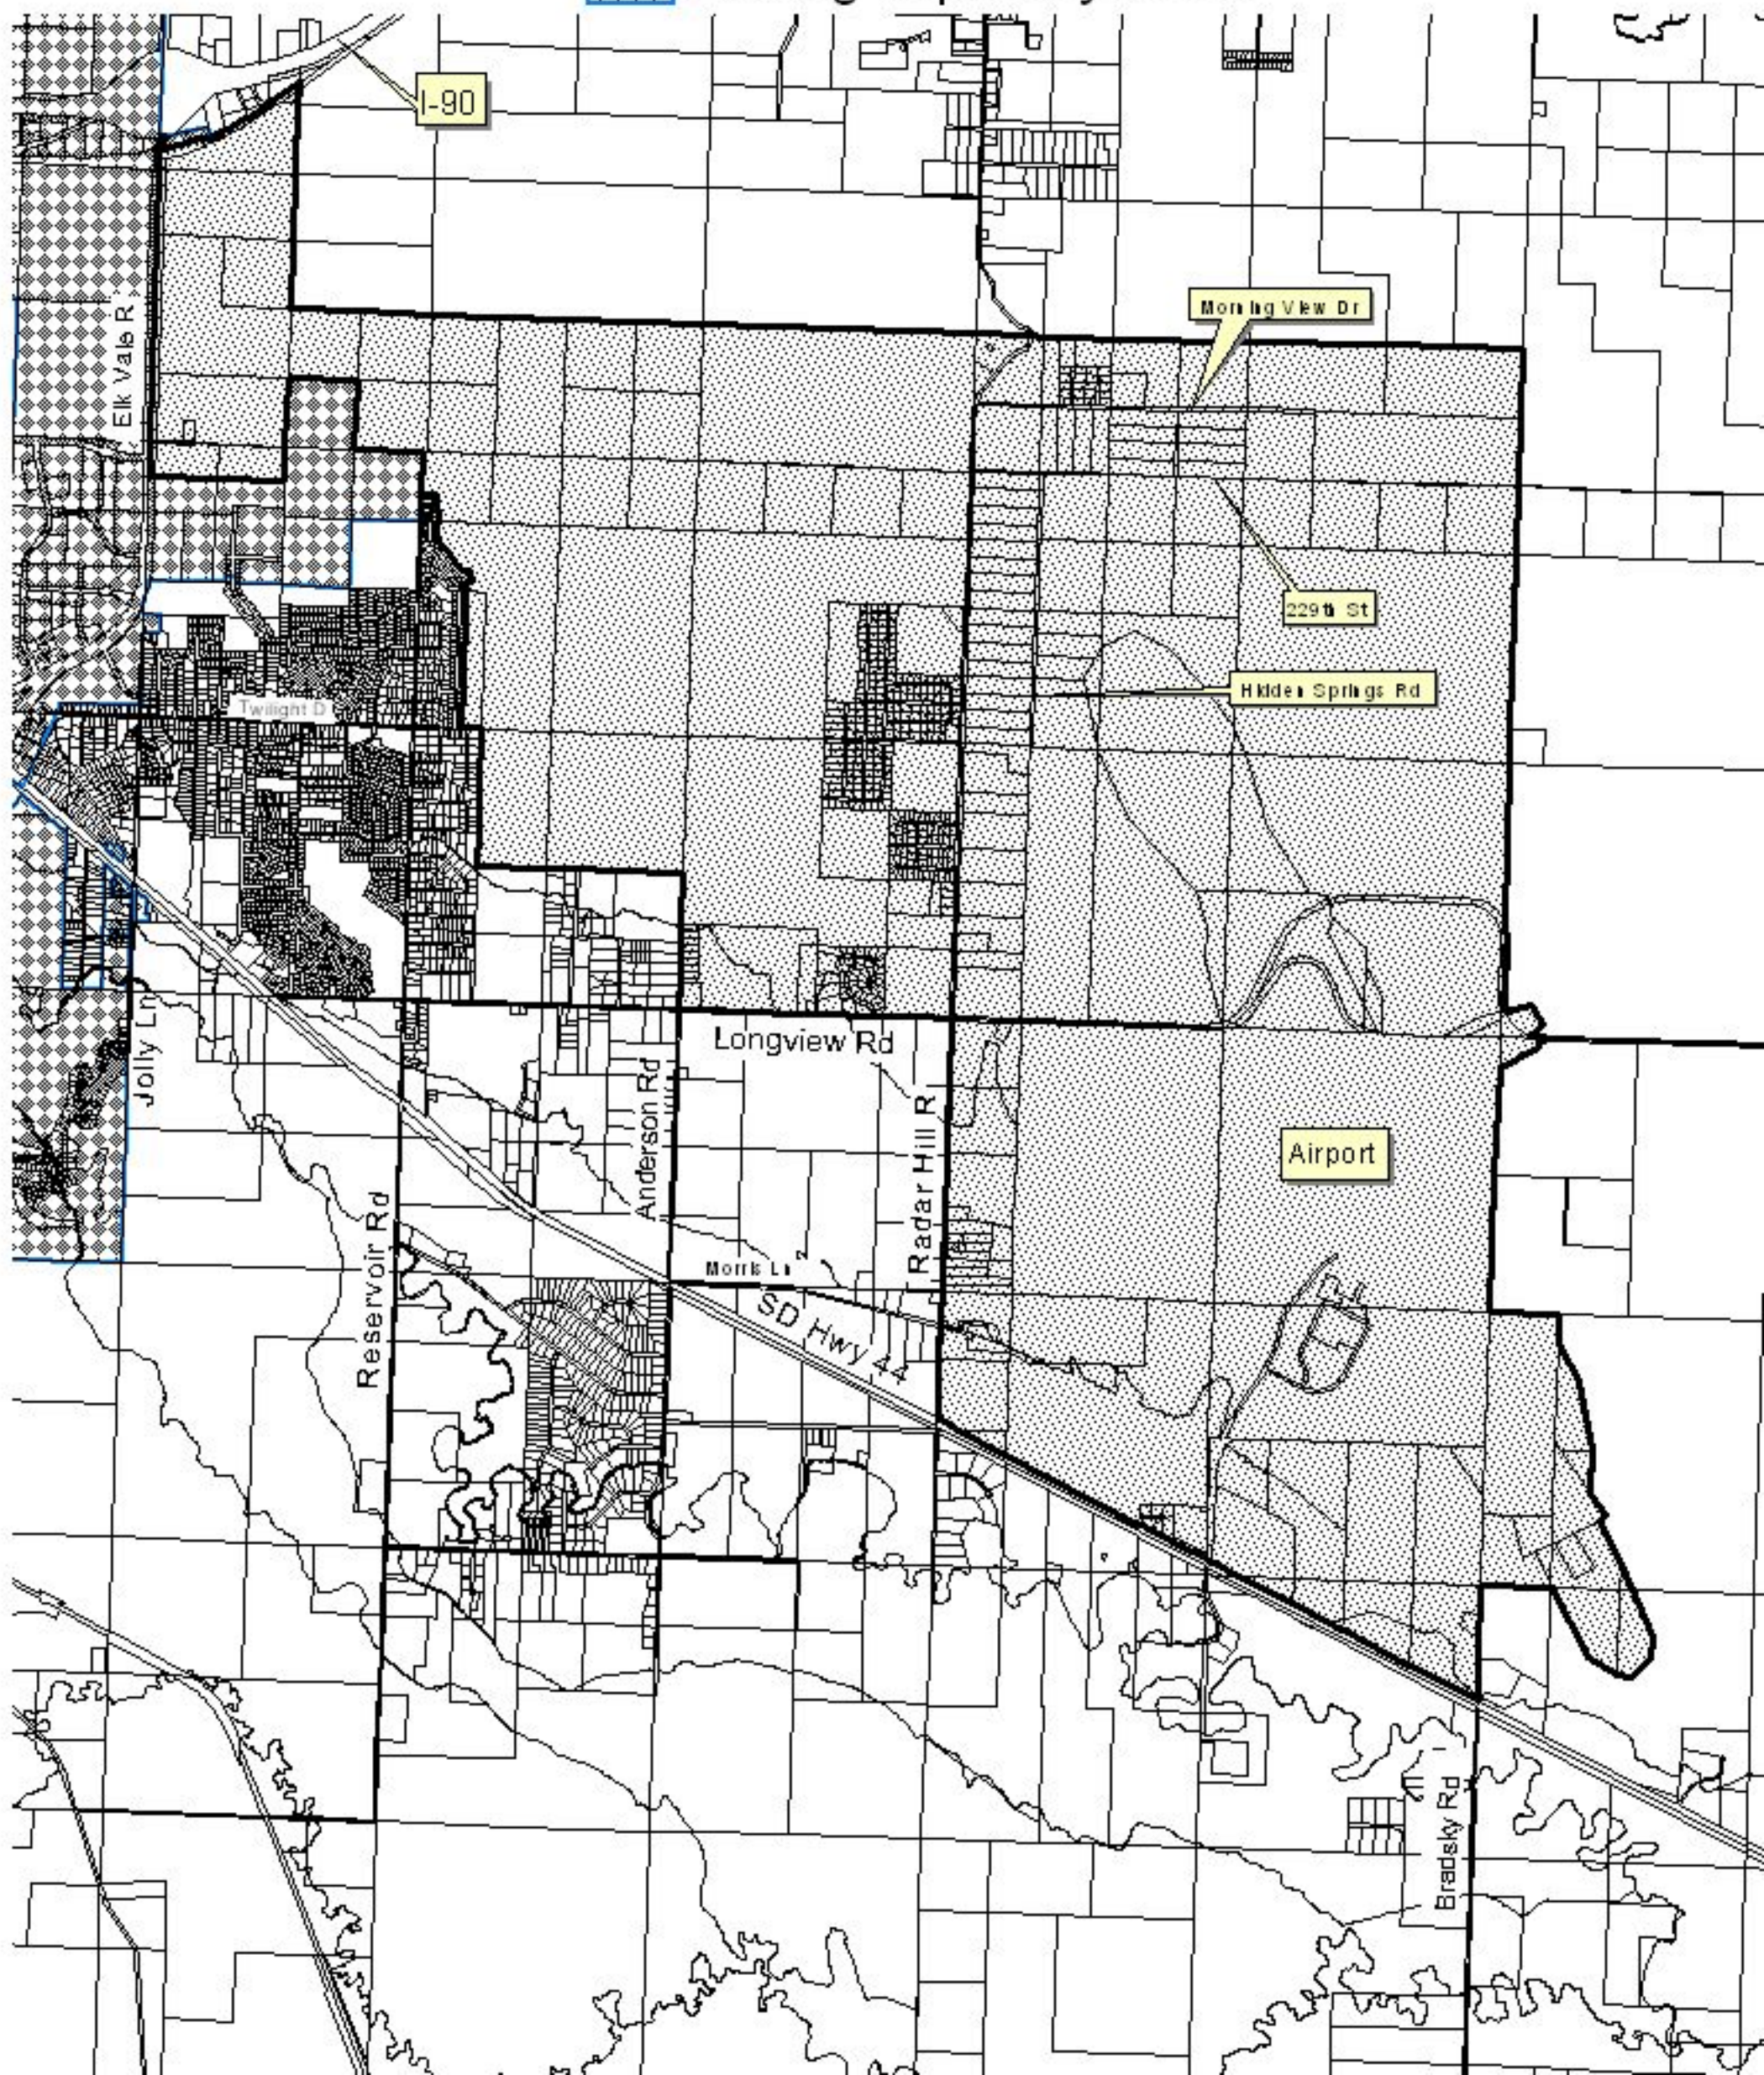 I-90
Morning View Dr
Elk Vale R
229th St
Hidden Springs Rd
Twilight D
Longview Rd
Jolly Ln
Anderson Rd
Radar Hill R
Airport
Reservoir Rd
Morris Ln
SD Hwy 44
Bradsky Rd